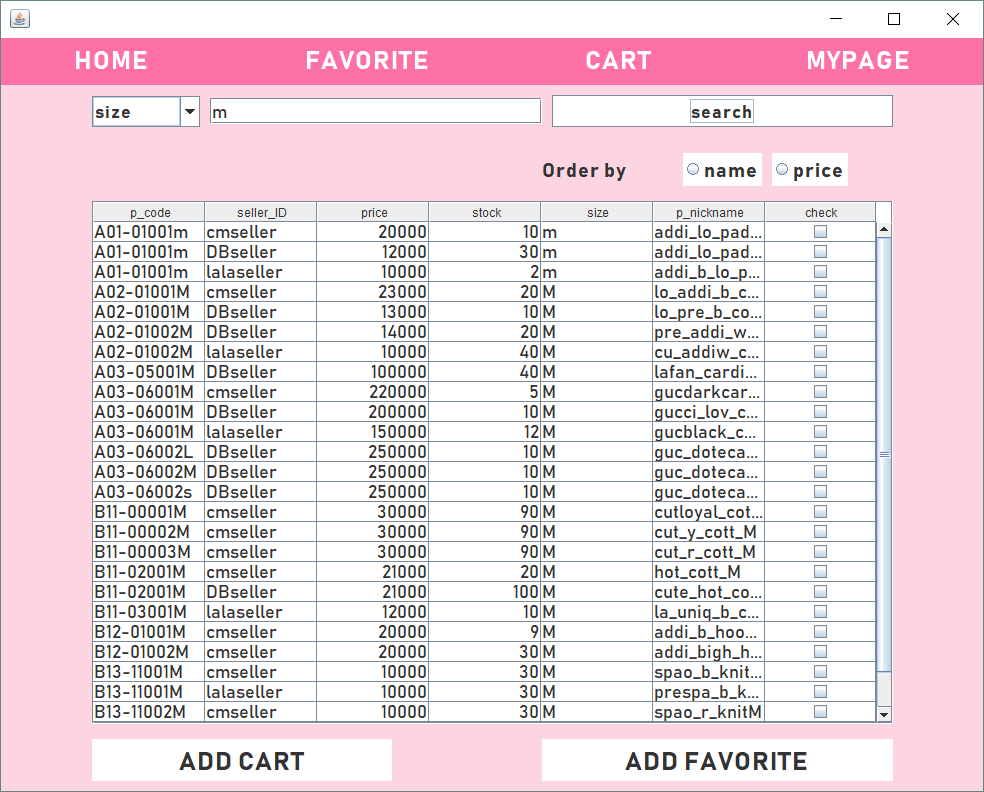 HOME FAVORITE CART MYPAGE
size m search
Order by name price
p_code seller_ID price stock size p_nickname check
A01-01001m cmseller 20000 10 m addi_lo_pad...
A01-01001m DBseller 12000 30 m addi_lo_pad...
A01-01001m lalaseller 10000 2 m addi_b_lo_p...
A02-01001M cmseller 23000 20 M lo_addi_b_c...
A02-01001M DBseller 13000 10 M lo_pre_b_co...
A02-01002M DBseller 14000 20 M pre_addi_w...
A02-01002M lalaseller 10000 40 M cu_addiw_c...
A03-05001M DBseller 100000 40 M lafan_cardi...
A03-06001M cmseller 220000 5 M gucdarkcar...
A03-06001M DBseller 200000 10 M gucci_lov_c...
A03-06001M lalaseller 150000 12 M gucblack_c...
A03-06002L DBseller 250000 10 M guc_doteca...
A03-06002M DBseller 250000 10 M guc_doteca...
A03-06002s DBseller 250000 10 M guc_doteca...
B11-00001M cmseller 30000 90 M cutloyal_cot...
B11-00002M cmseller 30000 90 M cut_y_cott_M
B11-00003M cmseller 30000 90 M cut_r_cott_M
B11-02001M cmseller 21000 20 M hot_cott_M
B11-02001M DBseller 21000 100 M cute_hot_co...
B11-03001M lalaseller 12000 10 M la_uniq_b_c...
B12-01001M cmseller 20000 9 M addi_b_hoo...
B12-01002M cmseller 20000 30 M addi_bigh_h...
B13-11001M cmseller 10000 30 M spao_b_knit...
B13-11001M lalaseller 10000 30 M prespa_b_k...
B13-11002M cmseller 10000 30 M spao_r_knitM
ADD CART ADD FAVORITE